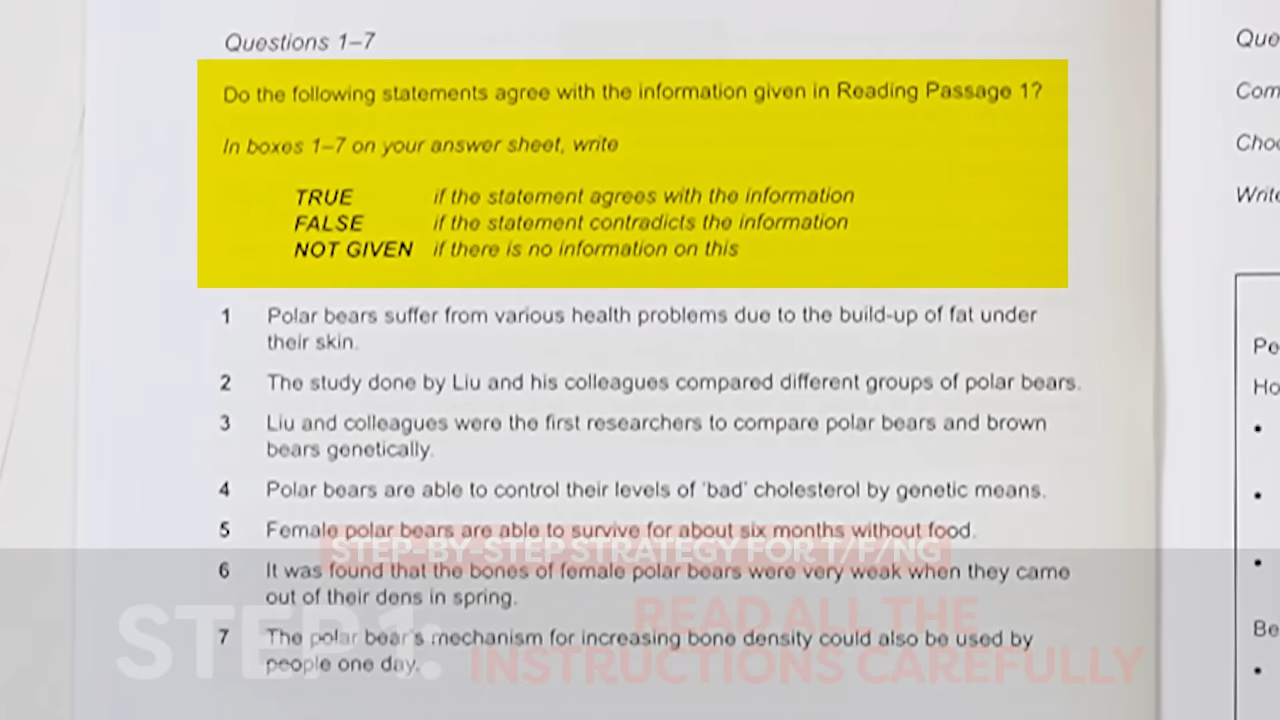 Questions 1–7
Do the following statements agree with the information given in Reading Passage 1?
In boxes 1–7 on your answer sheet, write
TRUE if the statement agrees with the information
FALSE if the statement contradicts the information
NOT GIVEN if there is no information on this
1 Polar bears suffer from various health problems due to the build-up of fat under
their skin.
2 The study done by Liu and his colleagues compared different groups of polar bears.
3 Liu and colleagues were the first researchers to compare polar bears and brown
bears genetically.
4 Polar bears are able to control their levels of 'bad' cholesterol by genetic means.
5 Female polar bears are able to survive for about six months without food.
STEP-BY-STEP STRATEGY FOR T/F/NG
6 It was found that the bones of female polar bears were very weak when they came
out of their dens in spring.
STEP 1:
READ ALL THE
INSTRUCTIONS CAREFULLY
7 The polar bear's mechanism for increasing bone density could also be used by
people one day.